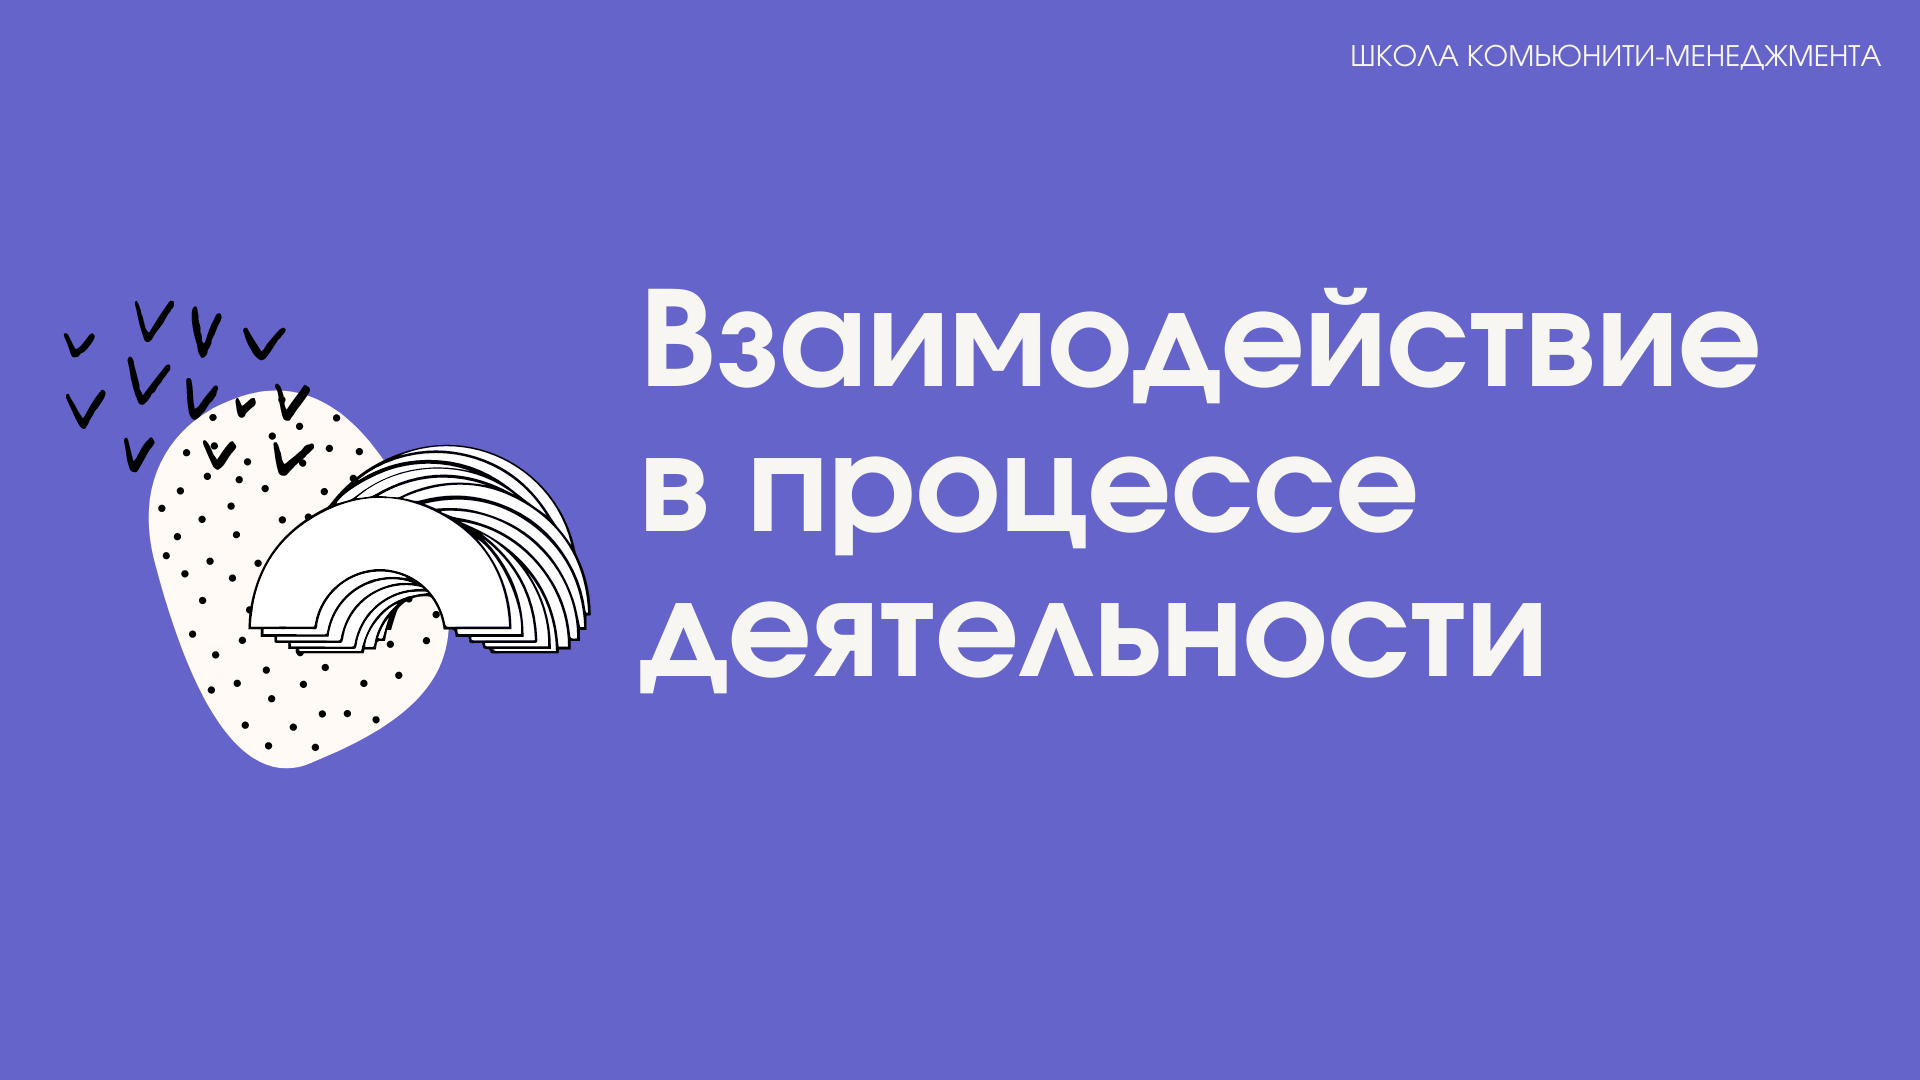 ШКОЛА КОМЬЮНИТИ-МЕНЕДЖМЕНТА
Взаимодействие
в процессе
деятельности